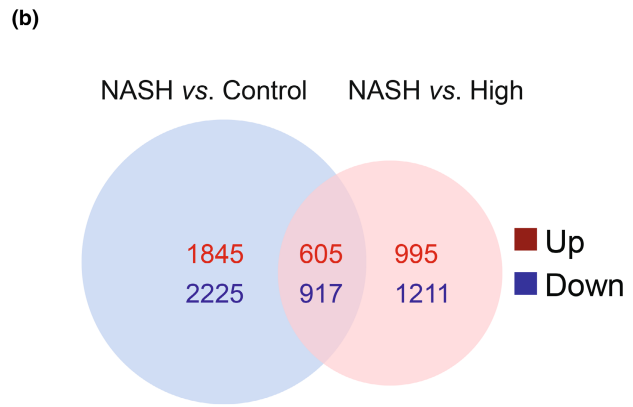 (b)
NASH vs. Control NASH vs. High
1845 605 995
2225 917 1211
Up
Down